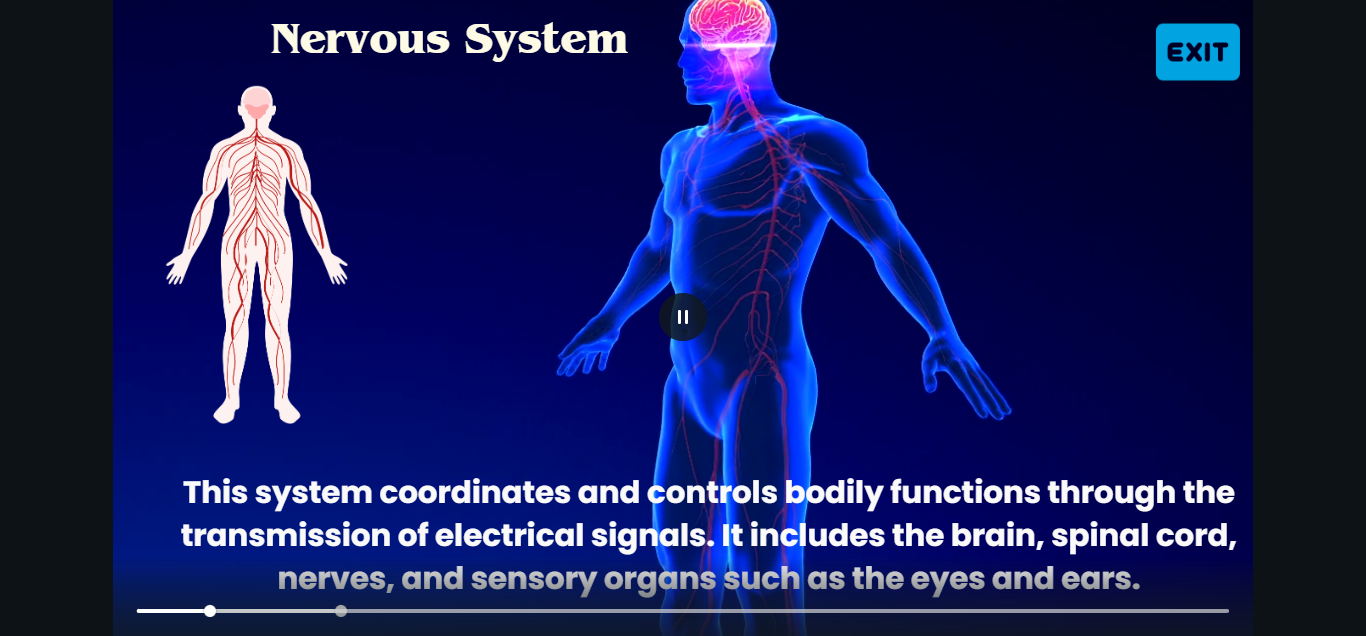 Nervous System
EXIT
This system coordinates and controls bodily functions through the
transmission of electrical signals. It includes the brain, spinal cord,
nerves, and sensory organs such as the eyes and ears.